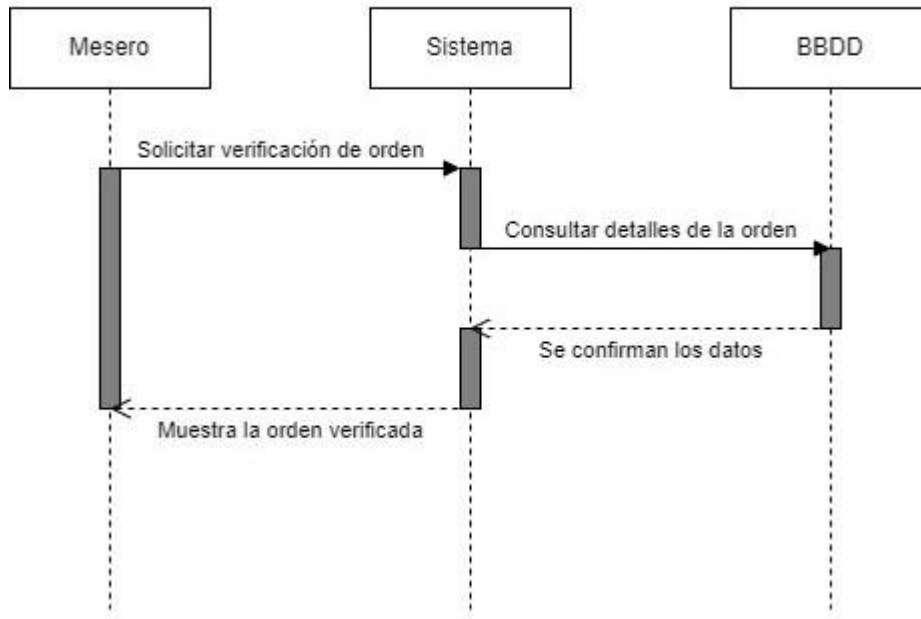 Mesero
Sistema
BBDD
Solicitar verificación de orden
Consultar detalles de la orden
Se confirman los datos
Muestra la orden verificada